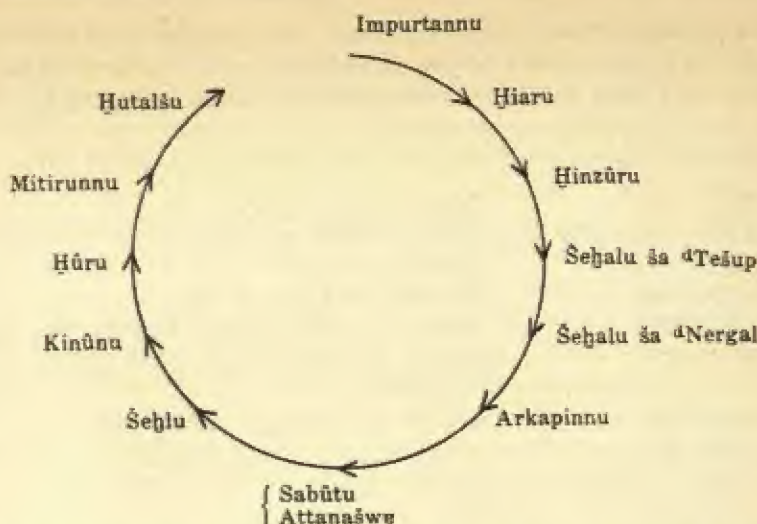 Impurtannu
Ḫiaru
Ḫinzûru
Šeḫalu ša ᵈTešup
Šeḫalu ša ᵈNergal
Arkapinnu
{ Sabûtu
Attanašwe
Šeḫlu
Kinûnu
Ḫûru
Mitirunnu
Ḫutalšu